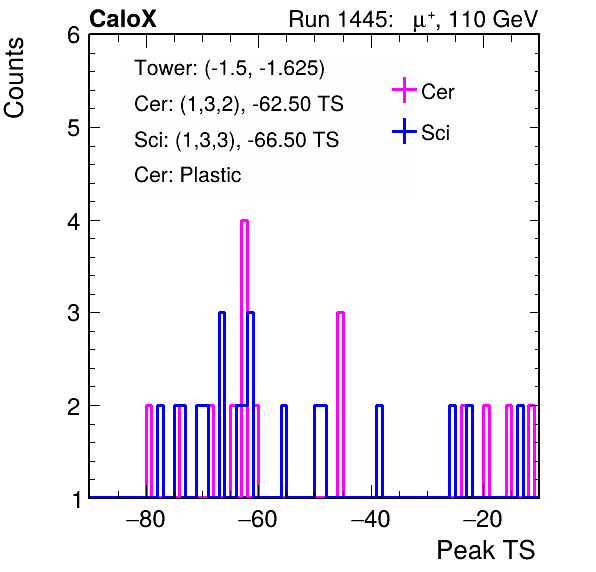 CaloX Run 1445: μ⁺, 110 GeV
Counts
6
Tower: (-1.5, -1.625)
Cer: (1,3,2), -62.50 TS
Sci: (1,3,3), -66.50 TS
Cer: Plastic
Cer
Sci
5
4
3
2
1
−80 −60 −40 −20
Peak TS